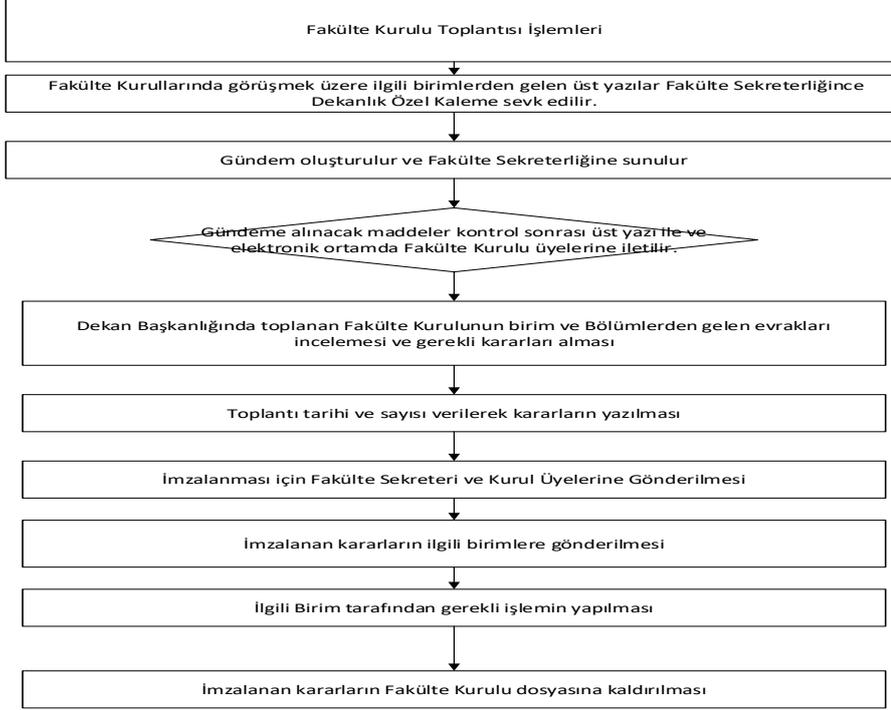 Fakülte Kurulu Toplantısı İşlemleri
Fakülte Kurullarında görüşmek üzere ilgili birimlerden gelen üst yazılar Fakülte Sekreterliğince
Dekanlık Özel Kaleme sevk edilir.
Gündem oluşturulur ve Fakülte Sekreterliğine sunulur
Gündeme alınacak maddeler kontrol sonrası üst yazı ile ve
elektronik ortamda Fakülte Kurulu üyelerine iletilir.
Dekan Başkanlığında toplanan Fakülte Kurulunun birim ve Bölümlerden gelen evrakları
incelemesi ve gerekli kararları alması
Toplantı tarihi ve sayısı verilerek kararların yazılması
İmzalanması için Fakülte Sekreteri ve Kurul Üyelerine Gönderilmesi
İmzalanan kararların ilgili birimlere gönderilmesi
İlgili Birim tarafından gerekli işlemin yapılması
İmzalanan kararların Fakülte Kurulu dosyasına kaldırılması